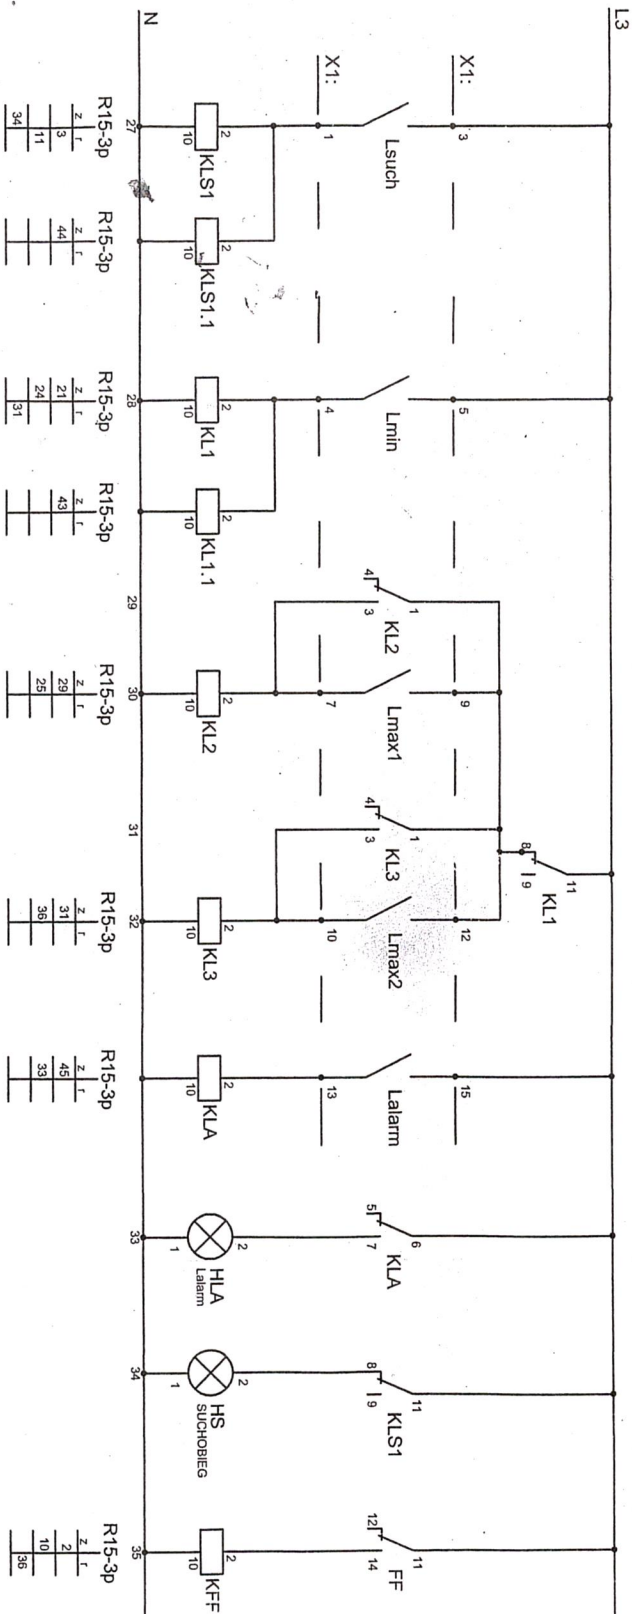 L3
N
X1:
X1:
3
Lsuch
1
2
KLS1
10
27
R15-3p
z r
3
11
34
2
KLS1.1
10
R15-3p
z r
44
5
Lmin
4
2
KL1
10
28
R15-3p
z r
21
24
31
2
KL1.1
10
R15-3p
z r
43
1
KL2
4
3
29
9
Lmax1
7
2
KL2
10
30
R15-3p
z r
29
25
11
KL1
8
9
1
KL3
4
3
31
12
Lmax2
10
2
KL3
10
32
R15-3p
z r
31
36
15
Lalarm
13
2
KLA
10
R15-3p
z r
45
33
6
KLA
5
7
2
HLA
Lalarm
1
33
11
KLS1
8
9
2
HS
SUCHOBIEG
1
34
11
FF
12
14
2
KFF
10
35
R15-3p
z r
2
10
36